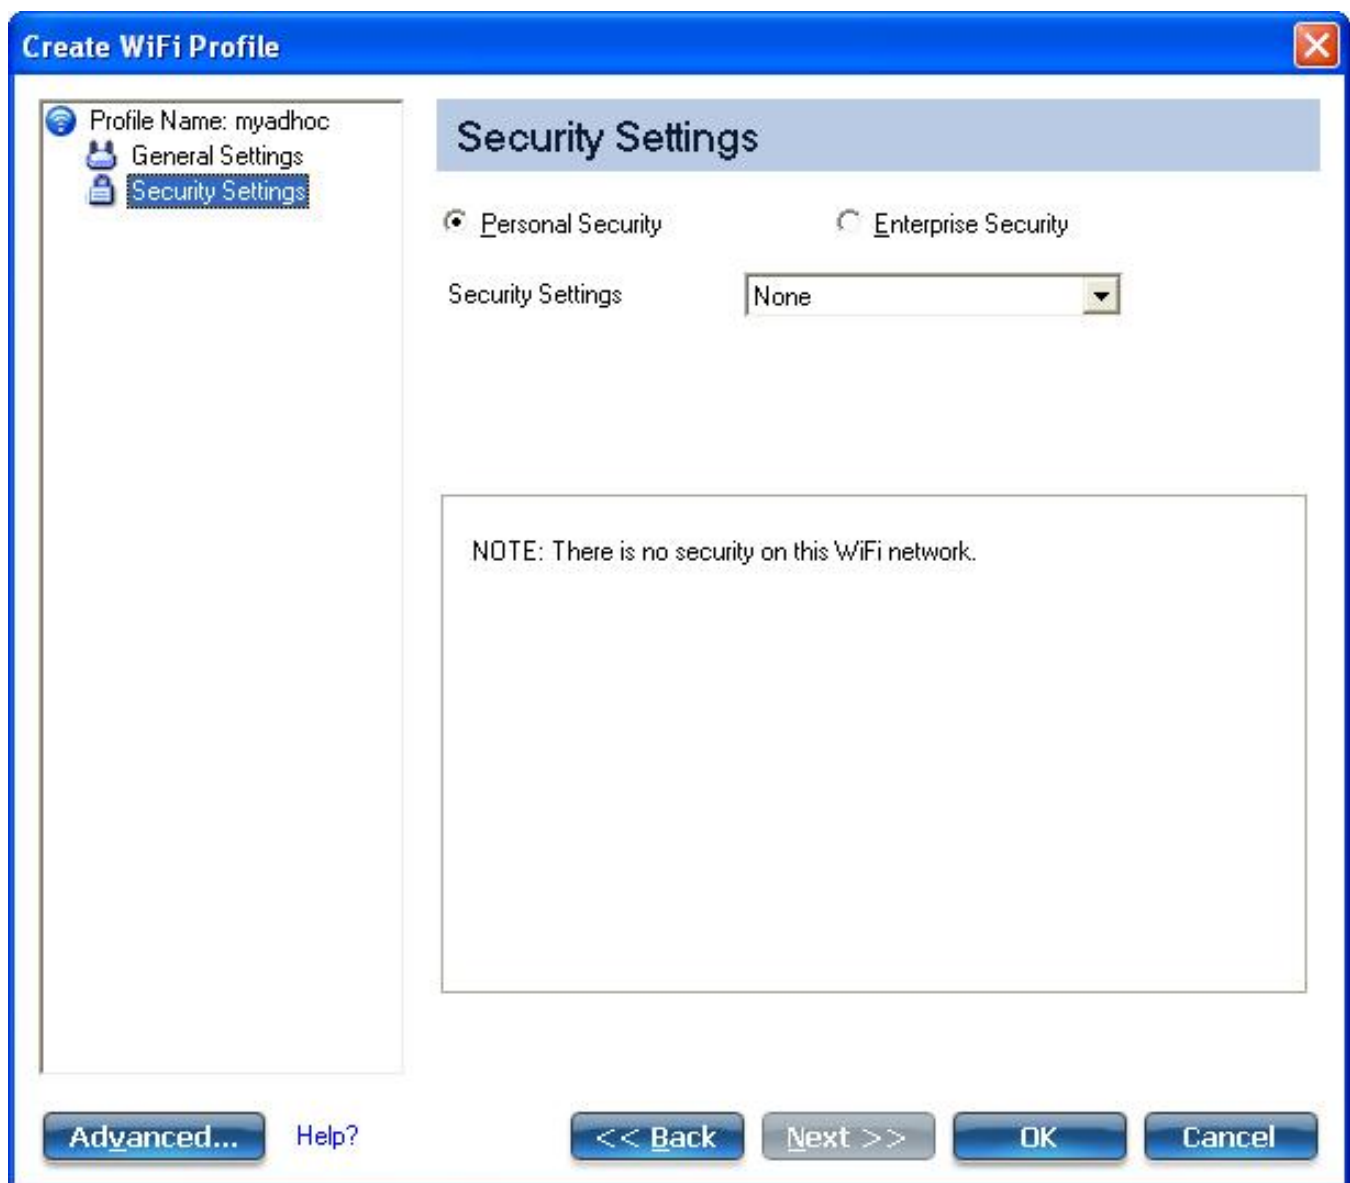 Create WiFi Profile
Profile Name: myadhoc
General Settings
Security Settings
Security Settings
Personal Security
Enterprise Security
Security Settings
None
NOTE: There is no security on this WiFi network.
Advanced...
Help?
<< Back
Next >>
OK
Cancel